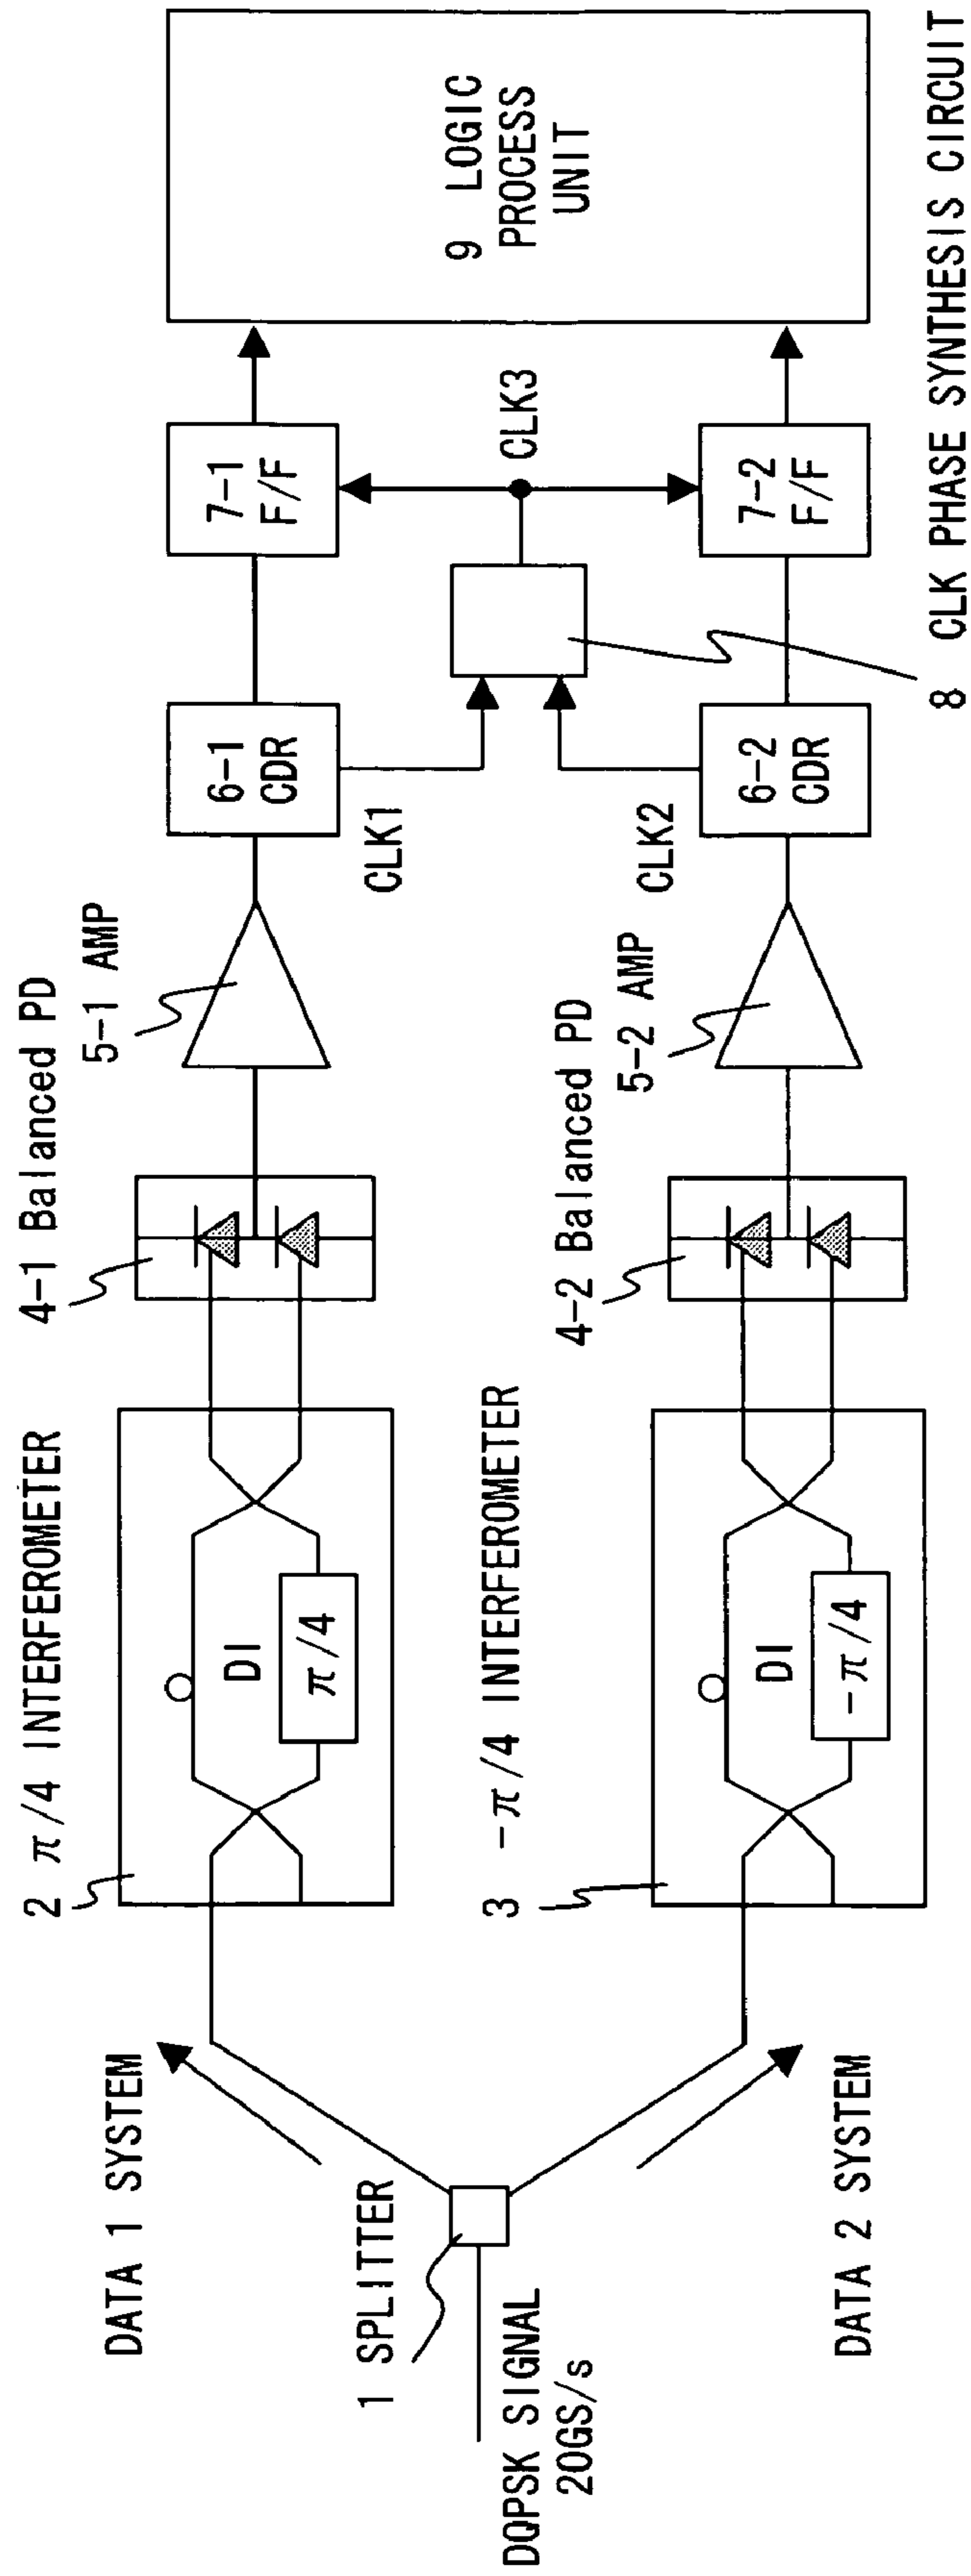 DQPSK SIGNAL
20GS/s
1 SPLITTER
DATA 1 SYSTEM
DATA 2 SYSTEM
2 π/4 INTERFEROMETER
DI
π/4
3 -π/4 INTERFEROMETER
DI
-π/4
4-1 Balanced PD
4-2 Balanced PD
5-1 AMP
5-2 AMP
6-1
CDR
CLK1
6-2
CDR
CLK2
7-1
F/F
7-2
F/F
CLK3
8 CLK PHASE SYNTHESIS CIRCUIT
9 LOGIC
PROCESS
UNIT